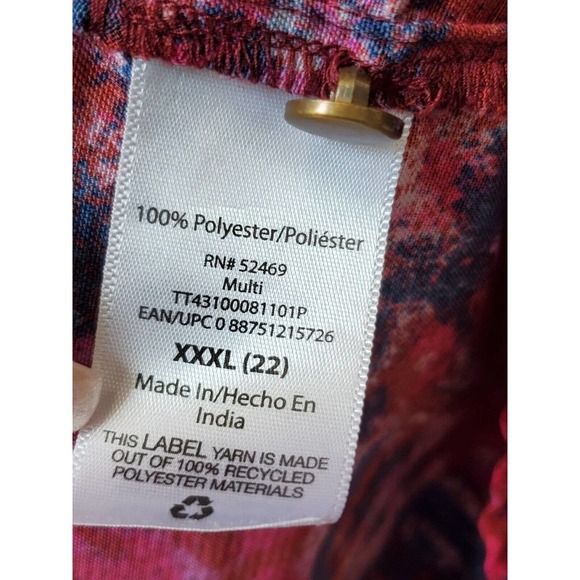 100% Polyester/Poliéster
RN# 52469
Multi
TT43100081101P
EAN/UPC 0 88751215726
XXXL (22)
Made In/Hecho En
India
THIS LABEL YARN IS MADE
OUT OF 100% RECYCLED
POLYESTER MATERIALS